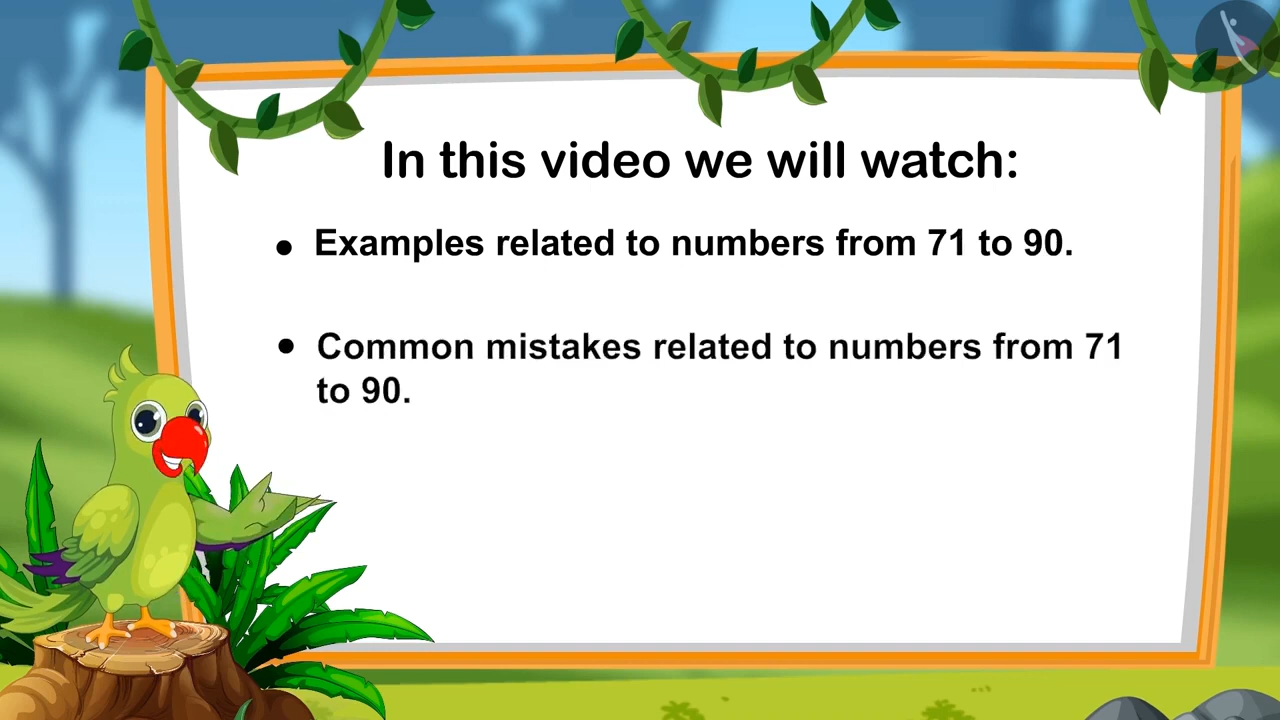 In this video we will watch:
• Examples related to numbers from 71 to 90.
• Common mistakes related to numbers from 71
to 90.